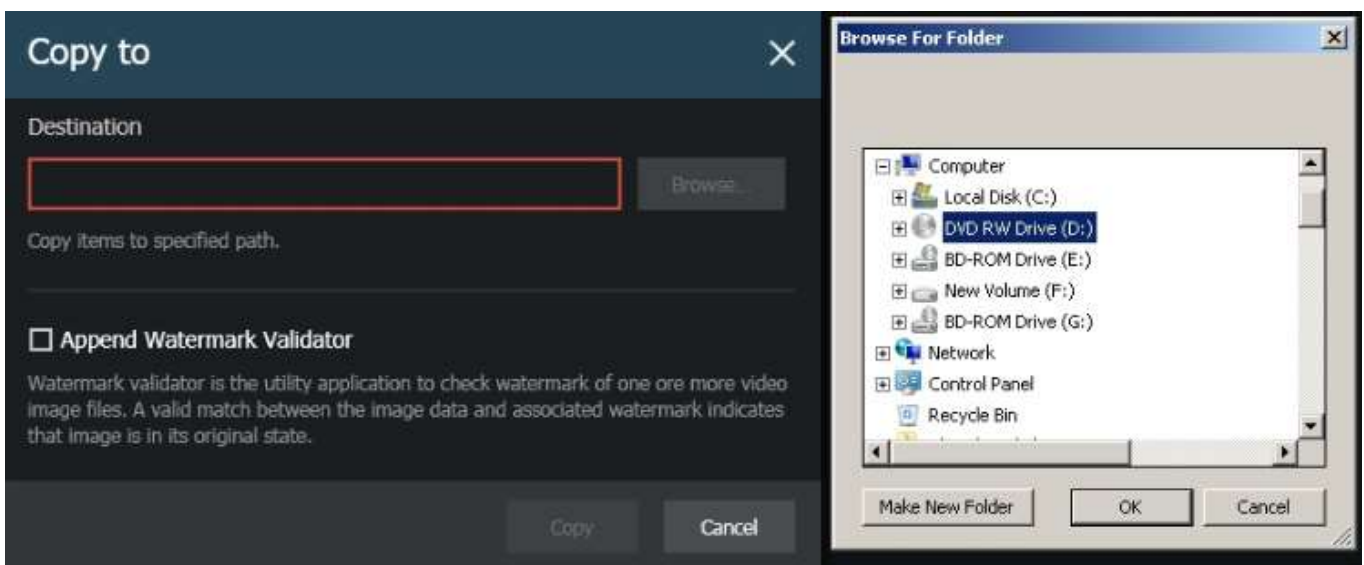 Copy to
Destination
Browse...
Copy items to specified path.
Append Watermark Validator
Watermark validator is the utility application to check watermark of one ore more video
image files. A valid match between the image data and associated watermark indicates
that image is in its original state.
Copy
Cancel
Browse For Folder
Computer
Local Disk (C:)
DVD RW Drive (D:)
BD-ROM Drive (E:)
New Volume (F:)
BD-ROM Drive (G:)
Network
Control Panel
Recycle Bin
Make New Folder
OK
Cancel